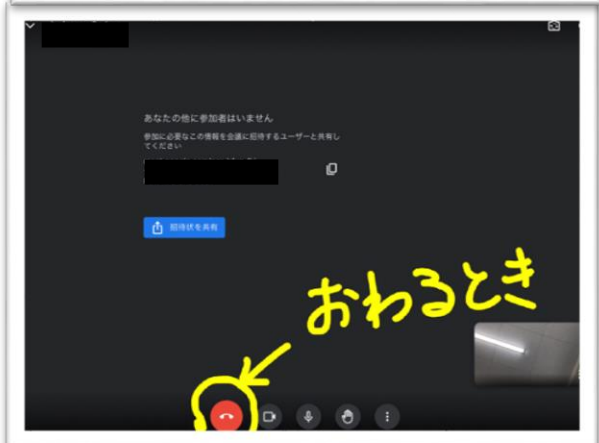 あなたの他に参加者はいません
参加に必要なこの情報を会議に招待するユーザーと共有し
てください
招待状を共有
おわるとき